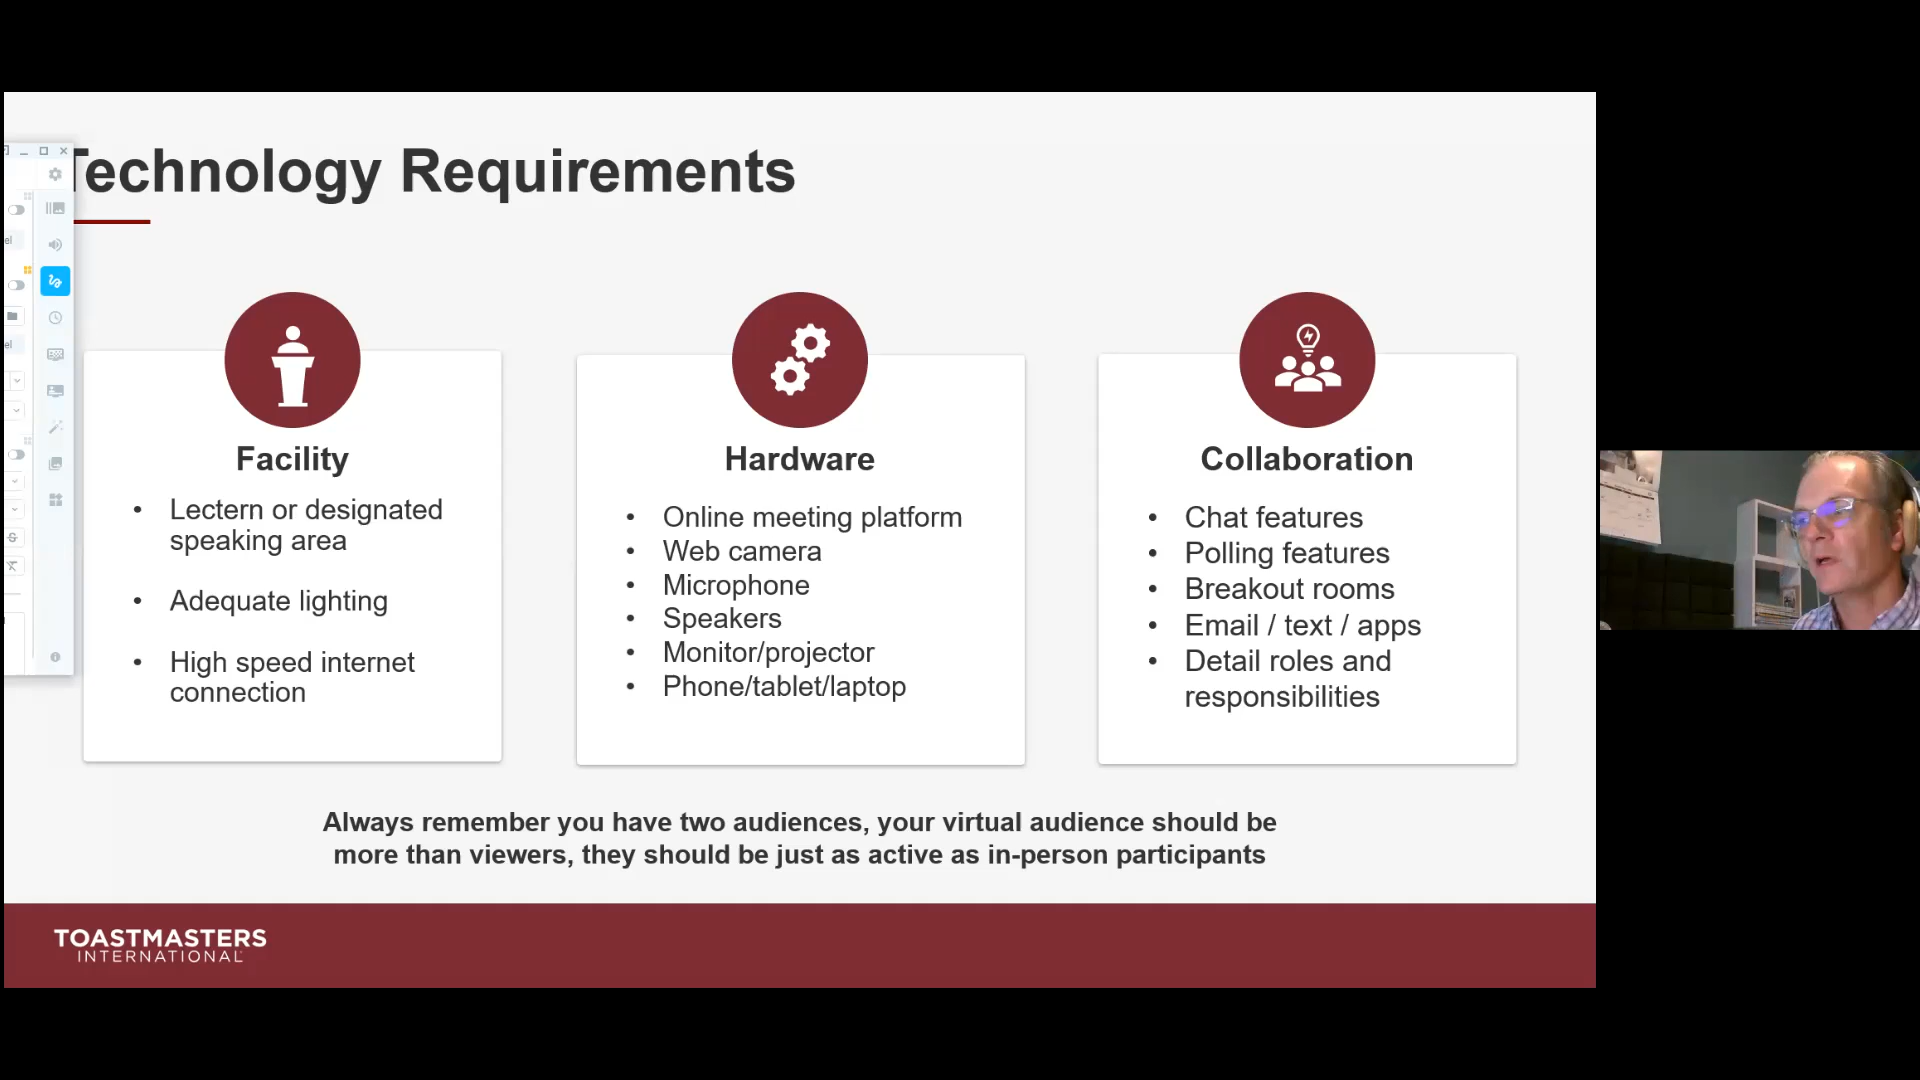 Technology Requirements
el
el
Facility
• Lectern or designated
speaking area
• Adequate lighting
• High speed internet
connection
Hardware
• Online meeting platform
• Web camera
• Microphone
• Speakers
• Monitor/projector
• Phone/tablet/laptop
Collaboration
• Chat features
• Polling features
• Breakout rooms
• Email / text / apps
• Detail roles and
responsibilities
Always remember you have two audiences, your virtual audience should be
more than viewers, they should be just as active as in-person participants
TOASTMASTERS
INTERNATIONAL